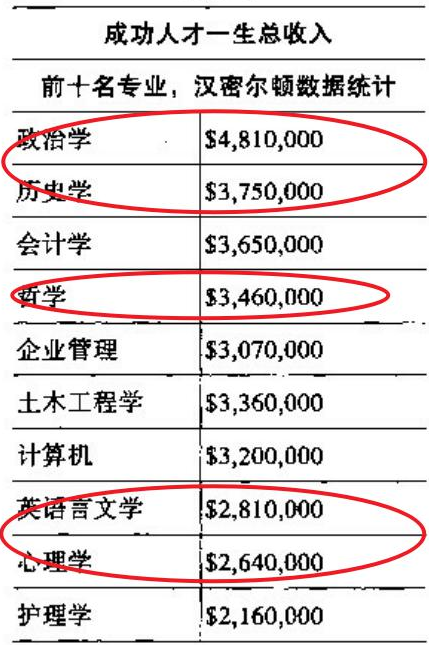 成功人才一生总收入
前十名专业，汉密尔顿数据统计
政治学 $4,810,000
历史学 $3,750,000
会计学 $3,650,000
哲学 $3,460,000
企业管理 $3,070,000
土木工程学 $3,360,000
计算机 $3,200,000
英语言文学 $2,810,000
心理学 $2,640,000
护理学 $2,160,000